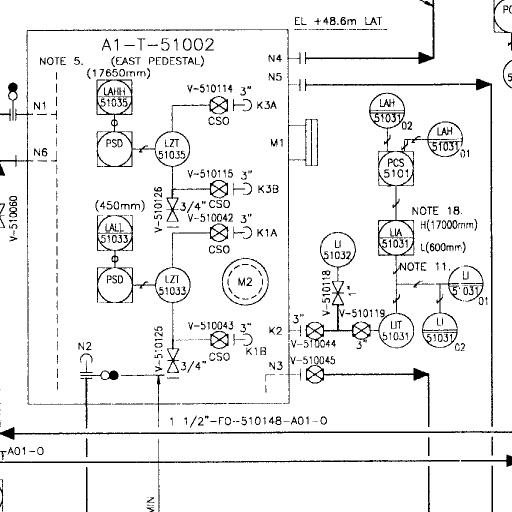 EL +48.6m LAT
A1-T-51002
NOTE 5. (EAST PEDESTAL)
(17650mm)
N4
N5
LAHH
51035
V-510114 3"
K3A
CSO
N1
PSD
LZT
51035
M1
LAH
51031
02
LAH
51031
01
PCS
5101
N6
V-510115 3"
K3B
CSO
V-510060
(450mm)
V-510126
3/4"
V-510042 3"
K1A
CSO
LALL
51033
NOTE 18.
H(17000mm)
LIA
51031
L(600mm)
LI
51032
PSD
LZT
51033
M2
NOTE 11.
V-510118
1"
LI
51031
01
V-510119
3"
LIT
51031
LI
51031
02
K2
3"
V-510044
N2
V-510125
3/4"
V-510043 3"
K1B
CSO
N3
V-510045
1 1/2"-FO-510148-A01-O
A01-O
MIN